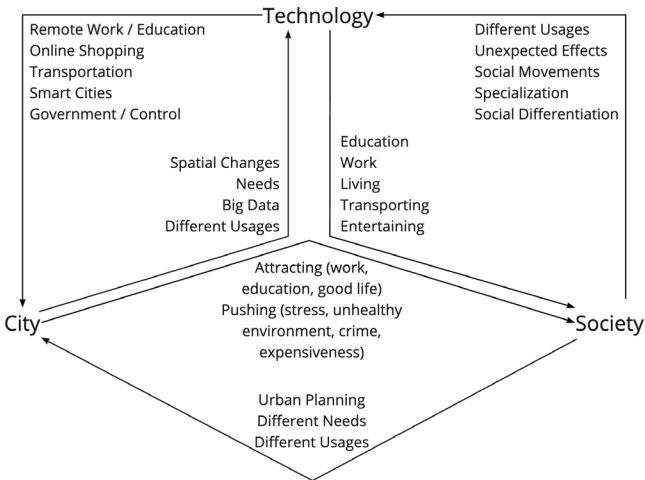 Technology
Remote Work / Education
Online Shopping
Transportation
Smart Cities
Government / Control
Different Usages
Unexpected Effects
Social Movements
Specialization
Social Differentiation
Spatial Changes
Needs
Big Data
Different Usages
Education
Work
Living
Transporting
Entertaining
Attracting (work,
education, good life)
Pushing (stress, unhealthy
environment, crime,
expensiveness)
City
Society
Urban Planning
Different Needs
Different Usages